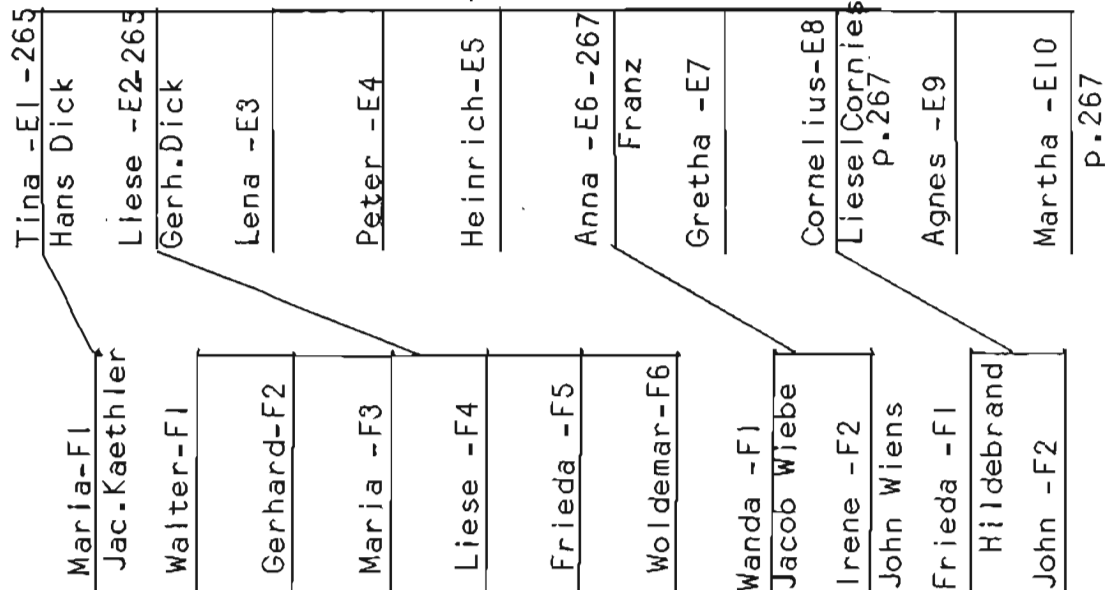 Tina -E1 -265
Hans Dick
Liese -E2-265
Gerh.Dick
Lena -E3
Peter -E4
Heinrich-E5
Anna -E6-267
Franz
Gretha -E7
Cornelius-E8
LieselCornies
p.267
Agnes -E9
Martha -E10
p.267
Maria-F1
Jac.Kaethler
Walter-F1
Gerhard-F2
Maria -F3
Liese -F4
Frieda -F5
Woldemar-F6
Wanda -F1
Jacob Wiebe
Irene -F2
John Wiens
Frieda -F1
Hildebrand
John -F2